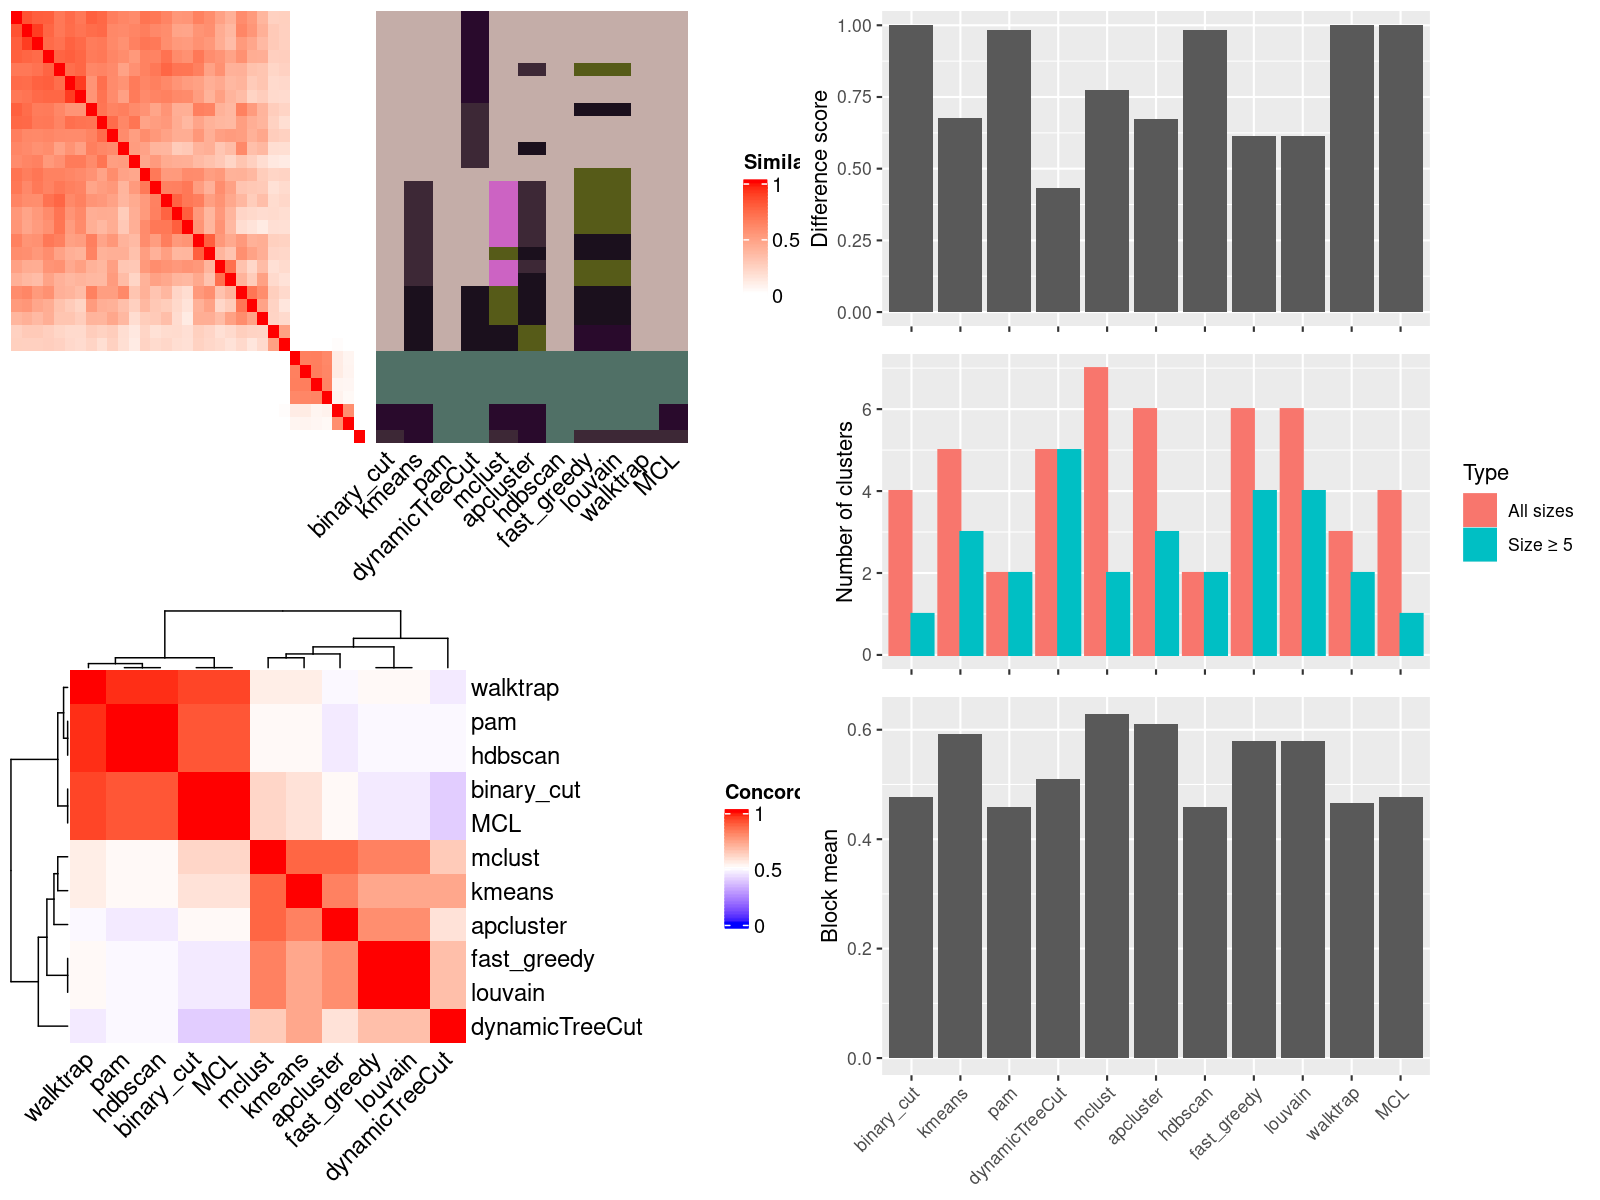 Simila
1
0.5
0
binary_cut
kmeans
pam
dynamicTreeCut
mclust
apcluster
hdbscan
fast_greedy
louvain
walktrap
MCL
walktrap
pam
hdbscan
binary_cut
MCL
mclust
kmeans
apcluster
fast_greedy
louvain
dynamicTreeCut
Concord
1
0.5
0
walktrap
pam
hdbscan
binary_cut
MCL
mclust
kmeans
apcluster
fast_greedy
louvain
dynamicTreeCut
Difference score
1.00
0.75
0.50
0.25
0.00
Number of clusters
6
4
2
0
Type
All sizes
Size ≥ 5
Block mean
0.6
0.4
0.2
0.0
binary_cut
kmeans
pam
dynamicTreeCut
mclust
apcluster
hdbscan
fast_greedy
louvain
walktrap
MCL